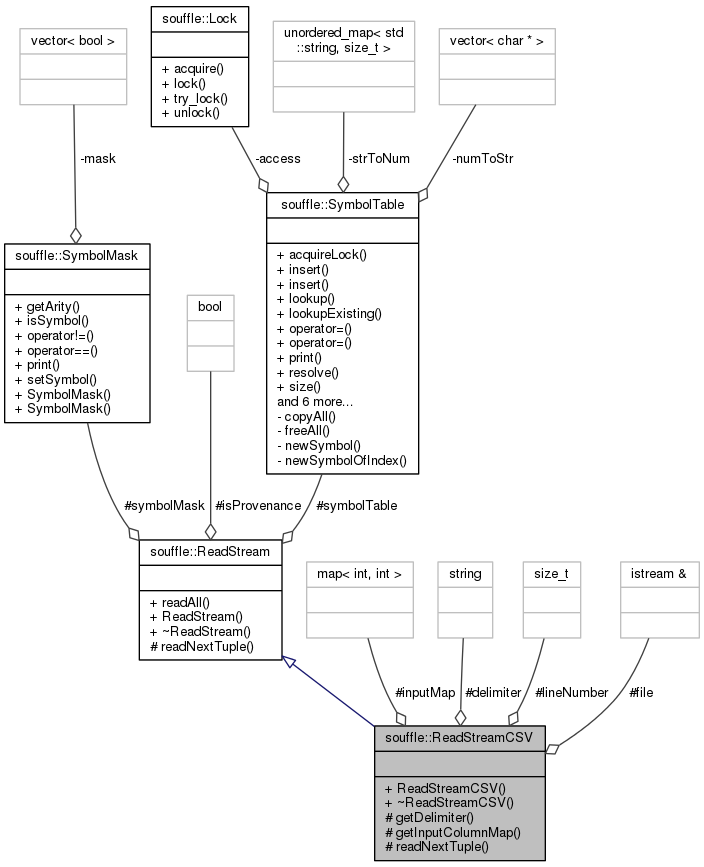 souffle::Lock
+ acquire()
+ lock()
+ try_lock()
+ unlock()
vector< bool >
unordered_map< std
::string, size_t >
vector< char * >
-mask
-access
-strToNum
-numToStr
souffle::SymbolTable
+ acquireLock()
+ insert()
+ insert()
+ lookup()
+ lookupExisting()
+ operator=()
+ operator=()
+ print()
+ resolve()
+ size()
and 6 more...
- copyAll()
- freeAll()
- newSymbol()
- newSymbolOfIndex()
souffle::SymbolMask
+ getArity()
+ isSymbol()
+ operator!=()
+ operator==()
+ print()
+ setSymbol()
+ SymbolMask()
+ SymbolMask()
bool
#symbolMask
#isProvenance
#symbolTable
souffle::ReadStream
+ readAll()
+ ReadStream()
+ ~ReadStream()
# readNextTuple()
map< int, int >
string
size_t
istream &
#inputMap
#delimiter
#lineNumber
#file
souffle::ReadStreamCSV
+ ReadStreamCSV()
+ ~ReadStreamCSV()
# getDelimiter()
# getInputColumnMap()
# readNextTuple()